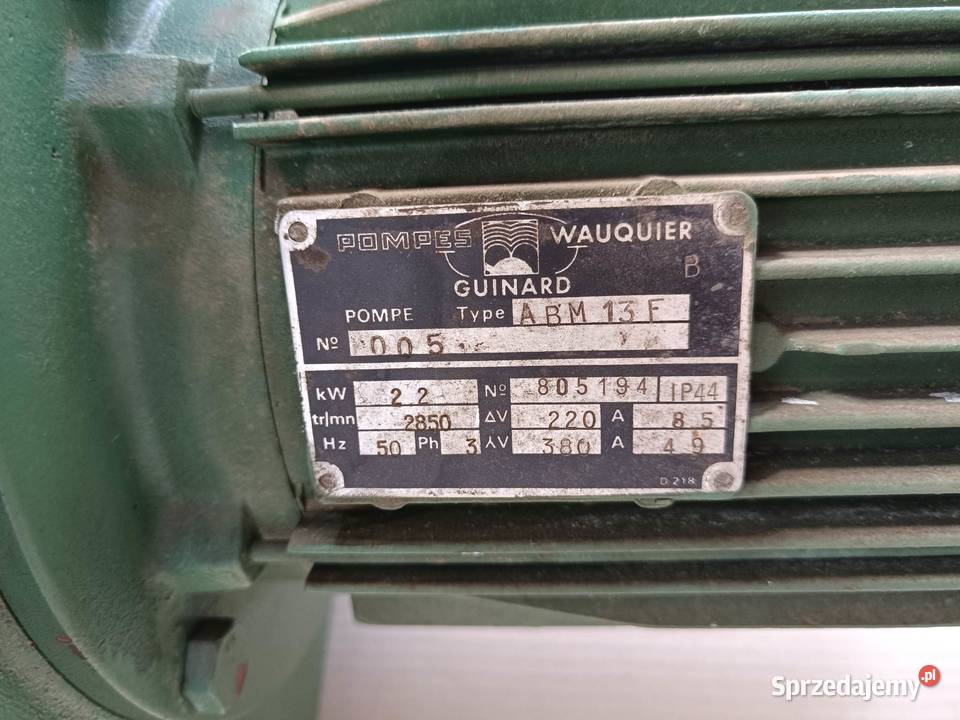 POMPES WAUQUIER
GUINARD
B
POMPE Type ABM 13 F
Nº 005
kW 2 2 Nº 805194 IP44
tr/mn 2850 ΔV 220 A 8 5
Hz 50 Ph 3 ⅄V 380 A 4 9
D 218
Sprzedajemy.pl